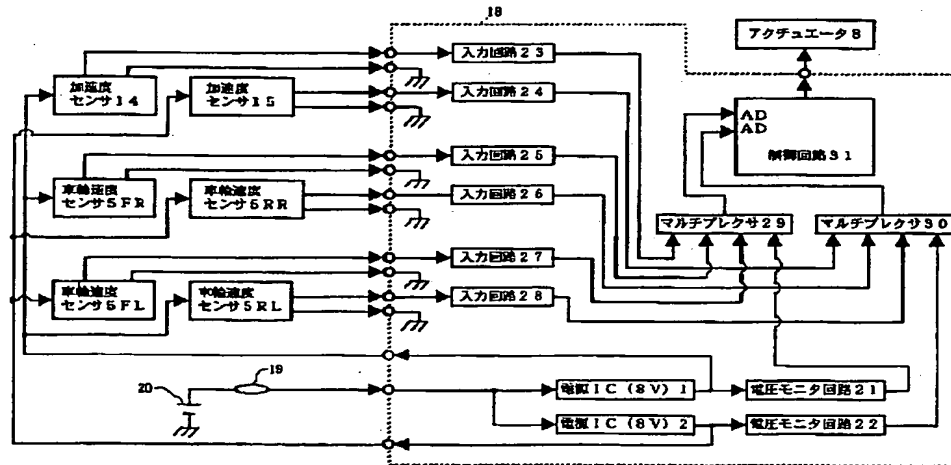 18
アクチュエータ8
加速度
センサ14
加速度
センサ15
入力回路23
入力回路24
AD
AD
制御回路31
車輪速度
センサ5FR
車輪速度
センサ5RR
入力回路25
入力回路26
マルチプレクサ29
マルチプレクサ30
車輪速度
センサ5FL
車輪速度
センサ5RL
入力回路27
入力回路28
20
19
電源IC(8V)1
電圧モニタ回路21
電源IC(8V)2
電圧モニタ回路22